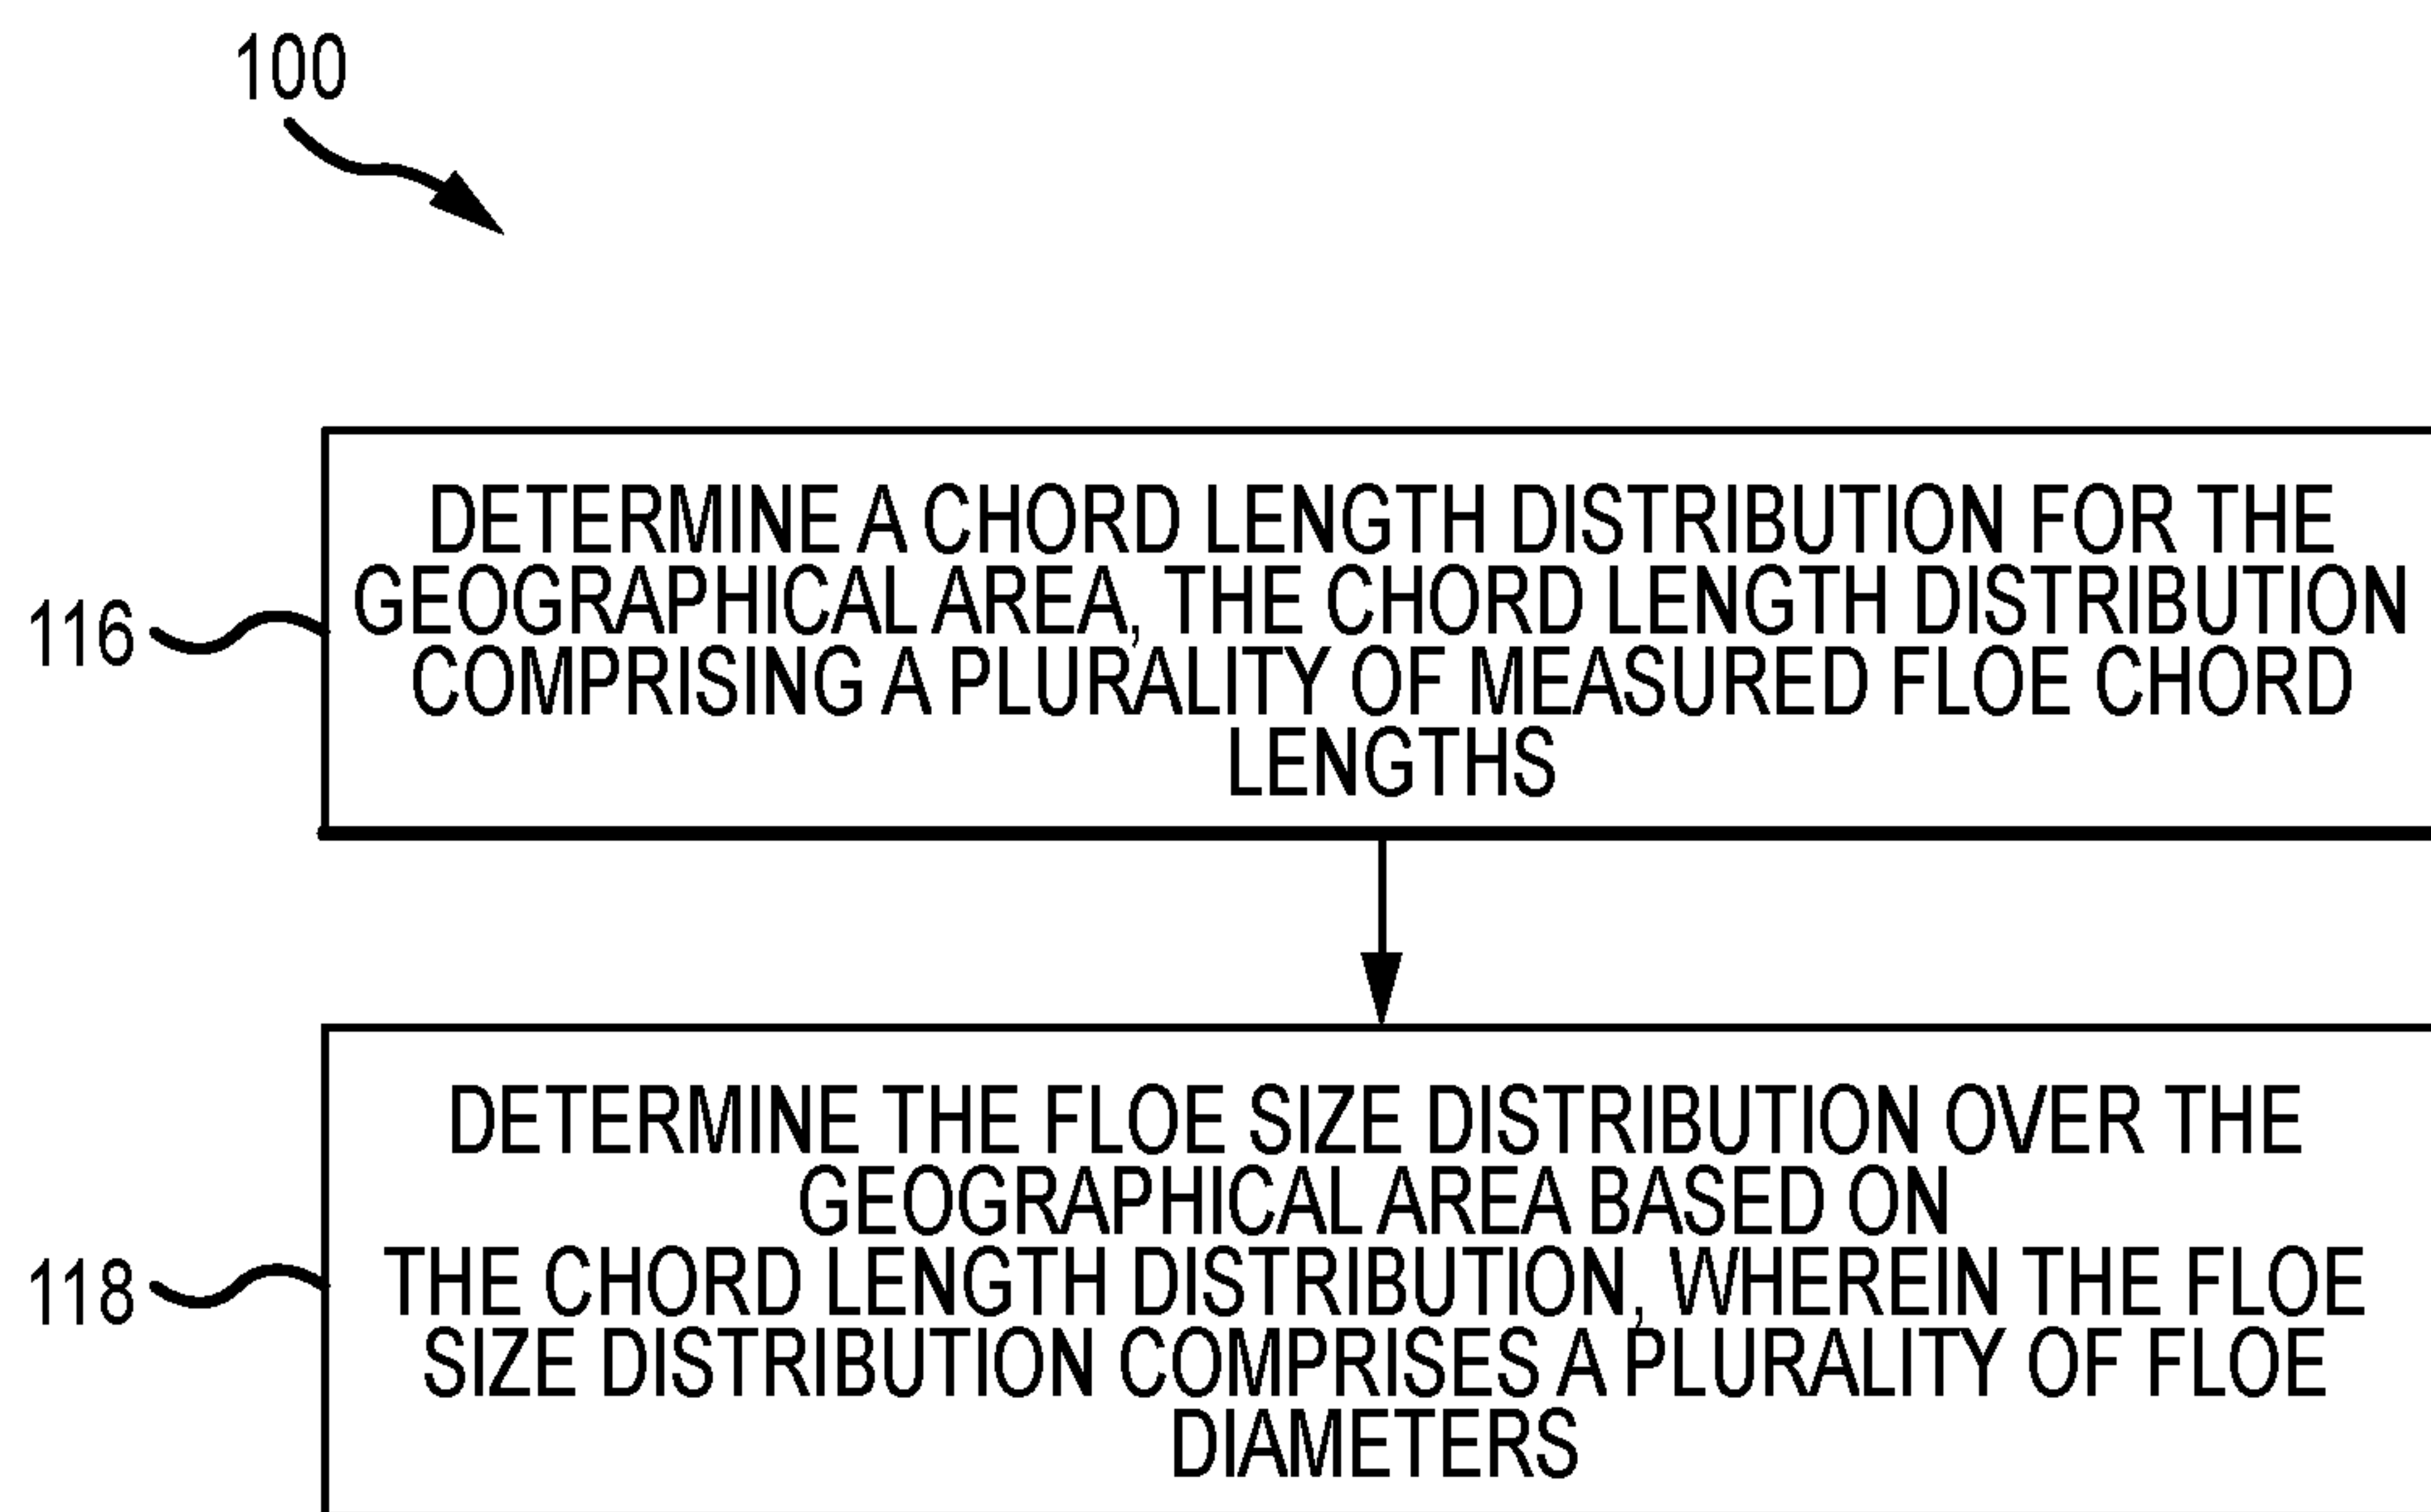 100
116
DETERMINE A CHORD LENGTH DISTRIBUTION FOR THE
GEOGRAPHICAL AREA, THE CHORD LENGTH DISTRIBUTION
COMPRISING A PLURALITY OF MEASURED FLOE CHORD
LENGTHS
118
DETERMINE THE FLOE SIZE DISTRIBUTION OVER THE
GEOGRAPHICAL AREA BASED ON
THE CHORD LENGTH DISTRIBUTION, WHEREIN THE FLOE
SIZE DISTRIBUTION COMPRISES A PLURALITY OF FLOE
DIAMETERS